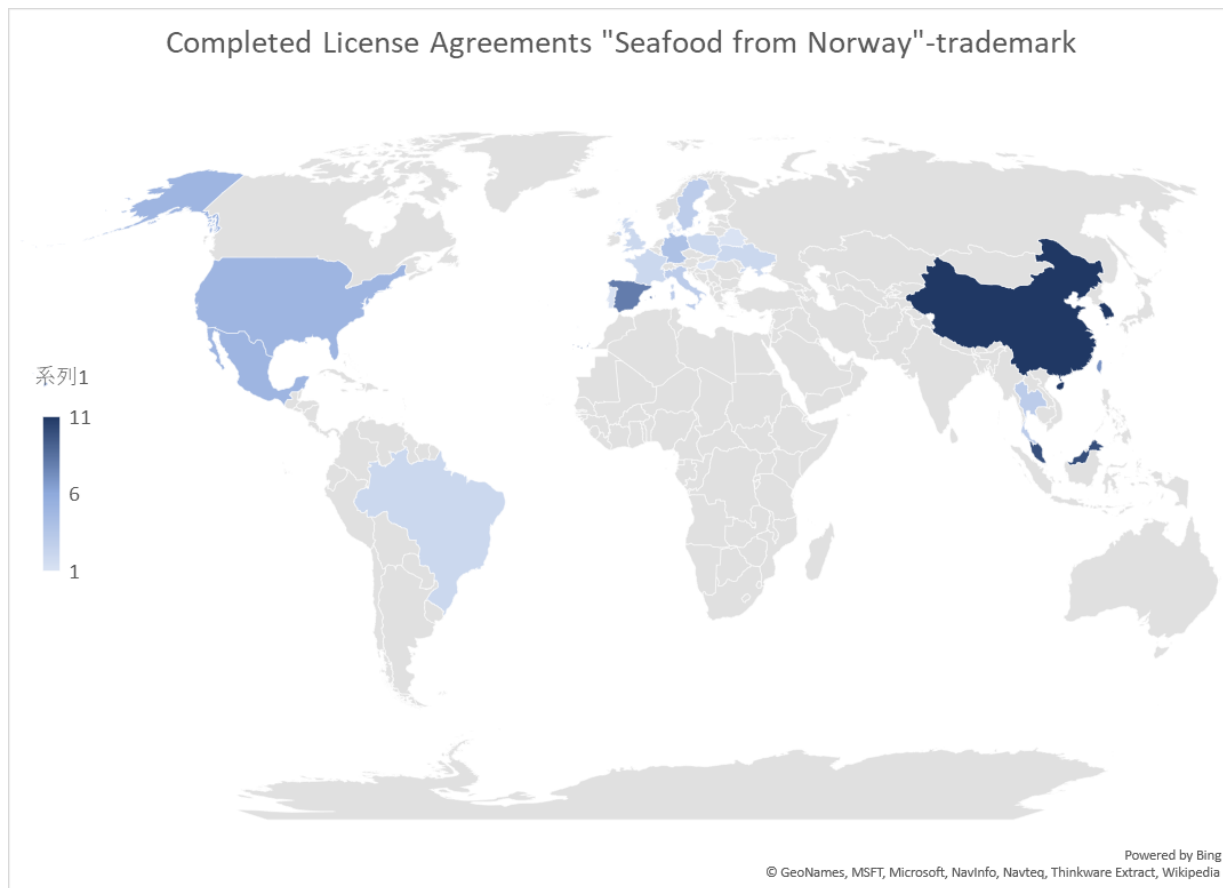 Completed License Agreements "Seafood from Norway"-trademark
系列1
11
6
1
Powered by Bing
© GeoNames, MSFT, Microsoft, NavInfo, Navteq, Thinkware Extract, Wikipedia